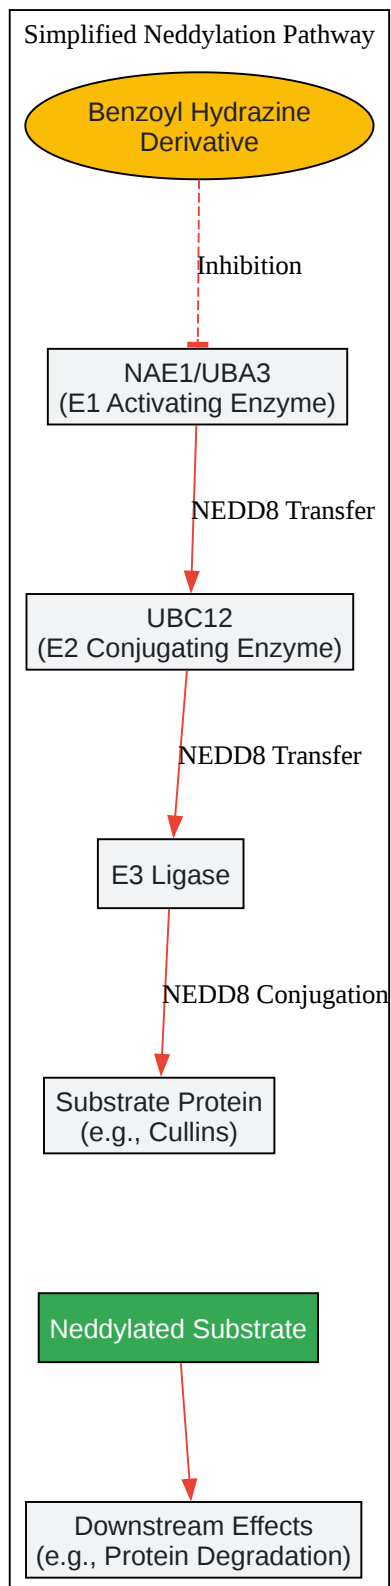 Simplified Neddylation Pathway
Benzoyl Hydrazine
Derivative
Inhibition
NAE1/UBA3
(E1 Activating Enzyme)
NEDD8 Transfer
UBC12
(E2 Conjugating Enzyme)
NEDD8 Transfer
E3 Ligase
NEDD8 Conjugation
Substrate Protein
(e.g., Cullins)
Neddylated Substrate
Downstream Effects
(e.g., Protein Degradation)